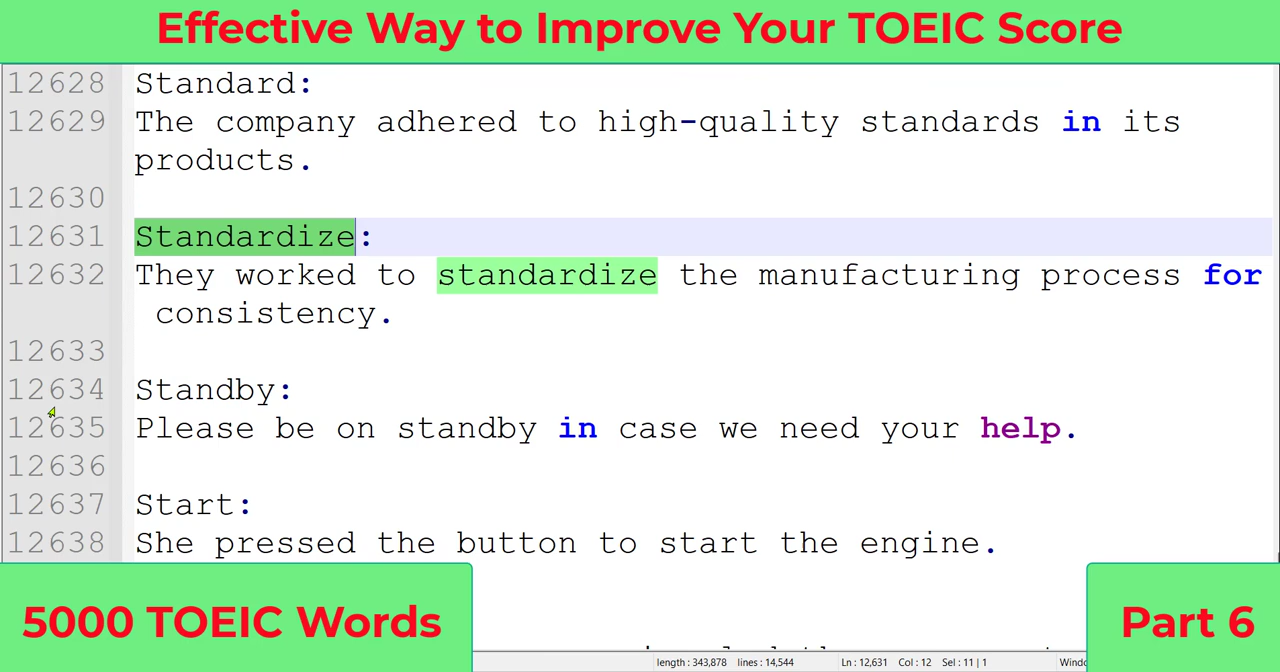 Effective Way to Improve Your TOEIC Score
12628 Standard:
12629 The company adhered to high-quality standards in its
products.
12630
12631 Standardize:
12632 They worked to standardize the manufacturing process for
consistency.
12633
12634 Standby:
12635 Please be on standby in case we need your help.
12636
12637 Start:
12638 She pressed the button to start the engine.
5000 TOEIC Words
Part 6
length : 343,878 lines : 14,544 Ln : 12,631 Col : 12 Sel : 11 | 1